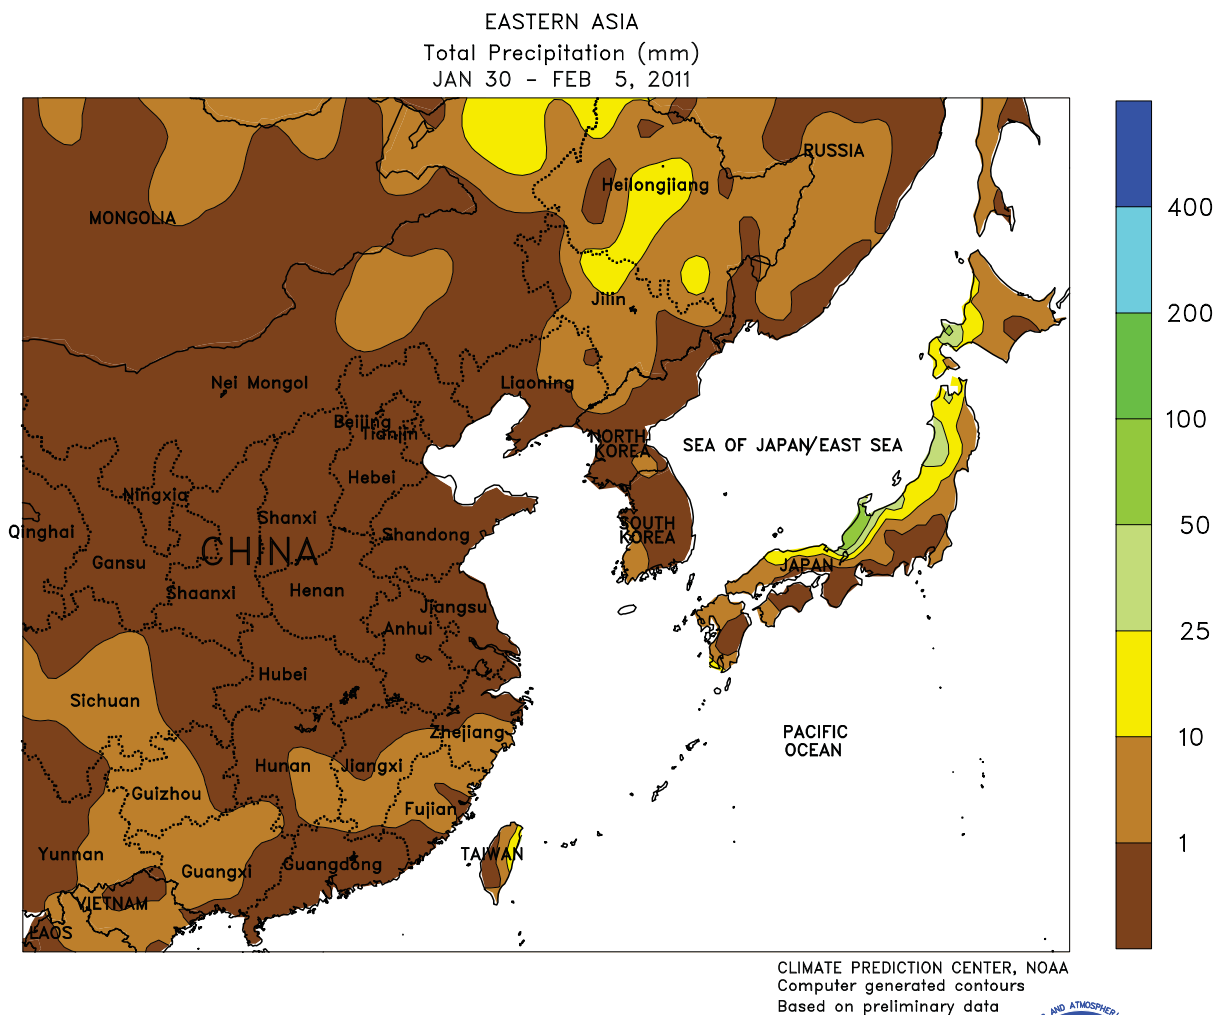 EASTERN ASIA
Total Precipitation (mm)
JAN 30 - FEB 5, 2011
RUSSIA
Heilongjiang
MONGOLIA
400
200
Jilin
Nei Mongol
Liaoning
Beijing
Tianjin
100
NORTH
KOREA
SEA OF JAPAN/EAST SEA
Hebei
Ningxia
Shanxi
SOUTH
KOREA
50
Qinghai
Shandong
CHINA
Gansu
JAPAN
Shaanxi
Henan
Jiangsu
Anhui
25
Hubei
Sichuan
Zhejiang
PACIFIC
OCEAN
10
Hunan
Jiangxi
Guizhou
Fujian
1
Yunnan
TAIWAN
Guangxi
Guangdong
VIETNAM
LAOS
CLIMATE PREDICTION CENTER, NOAA
Computer generated contours
Based on preliminary data
AND ATMOSPHERI